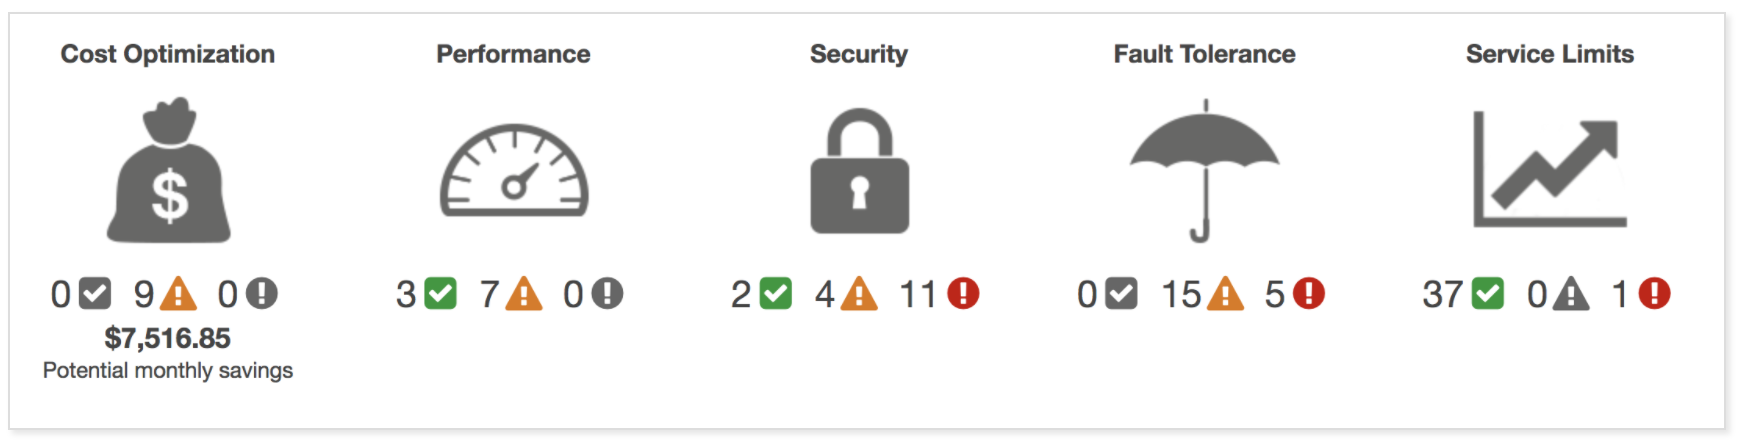 Cost Optimization
$
0 9 0
$7,516.85
Potential monthly savings
Performance
3 7 0
Security
2 4 11
Fault Tolerance
0 15 5
Service Limits
37 0 1